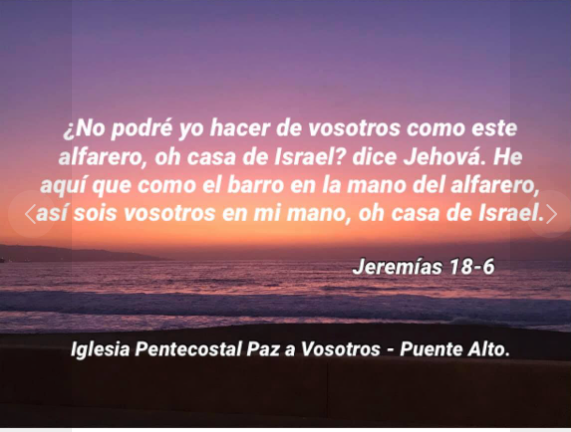 ¿No podré yo hacer de vosotros como este
alfarero, oh casa de Israel? dice Jehová. He
aquí que como el barro en la mano del alfarero,
así sois vosotros en mi mano, oh casa de Israel.
Jeremías 18-6
Iglesia Pentecostal Paz a Vosotros - Puente Alto.